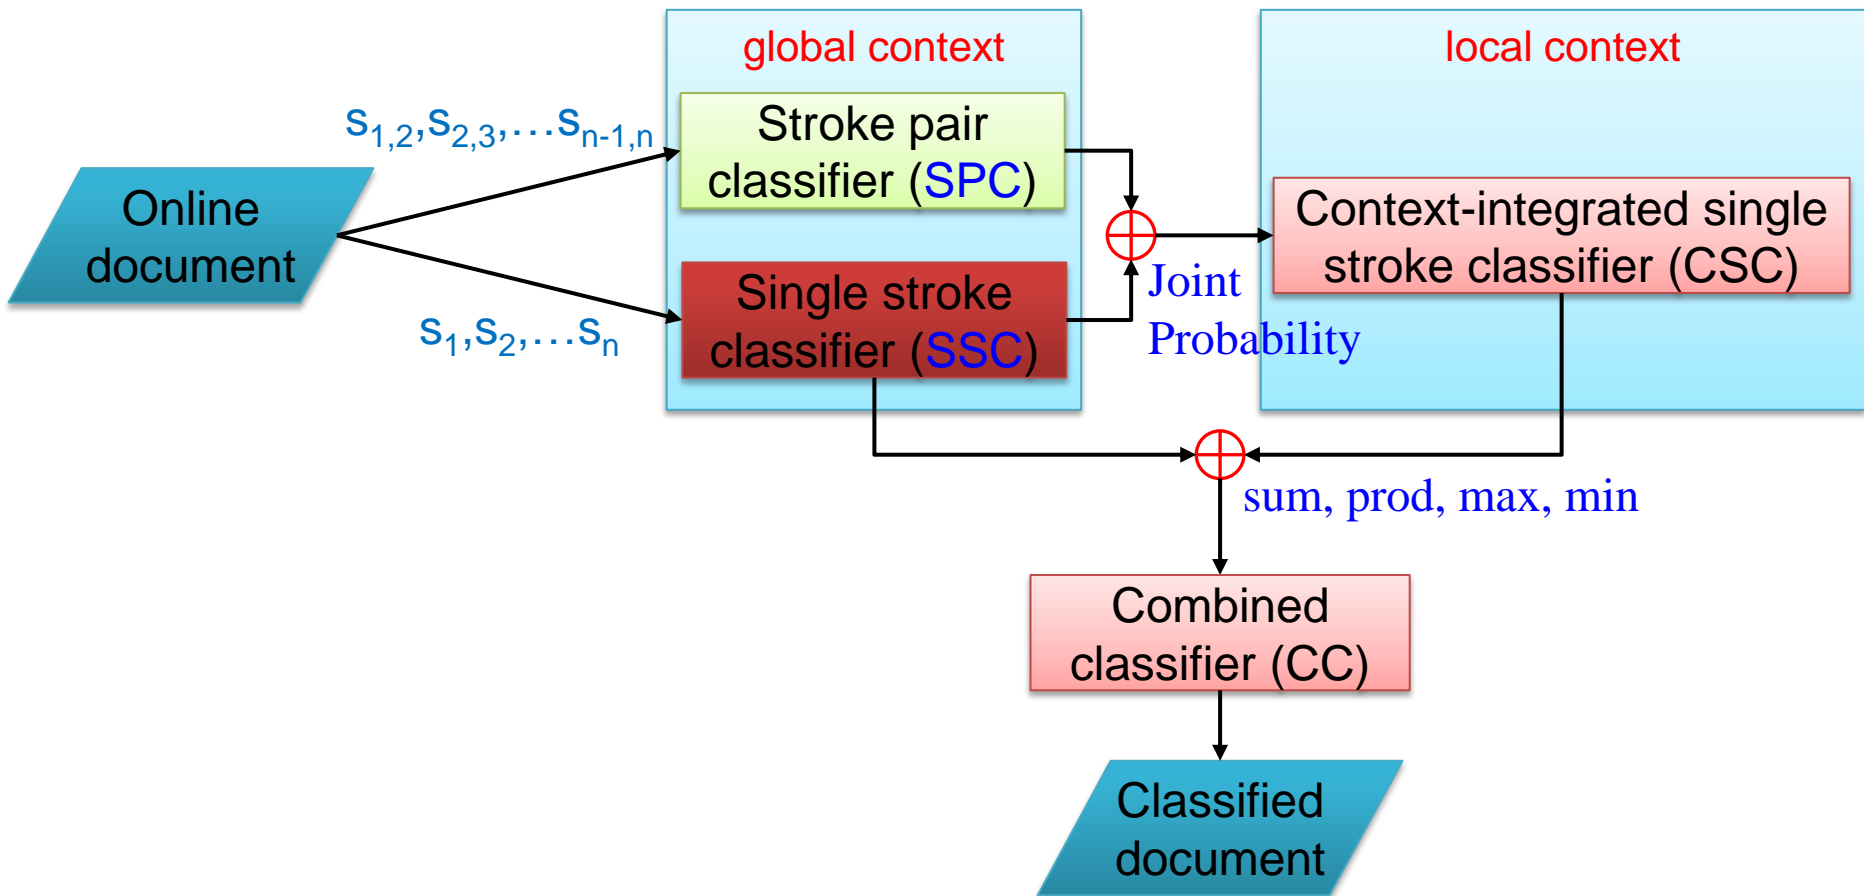 global context
local context
s1,2,s2,3,…sn-1,n
Stroke pair
classifier (SPC)
Online
document
Context-integrated single
stroke classifier (CSC)
Single stroke
classifier (SSC)
Joint
Probability
s1,s2,…sn
sum, prod, max, min
Combined
classifier (CC)
Classified
document